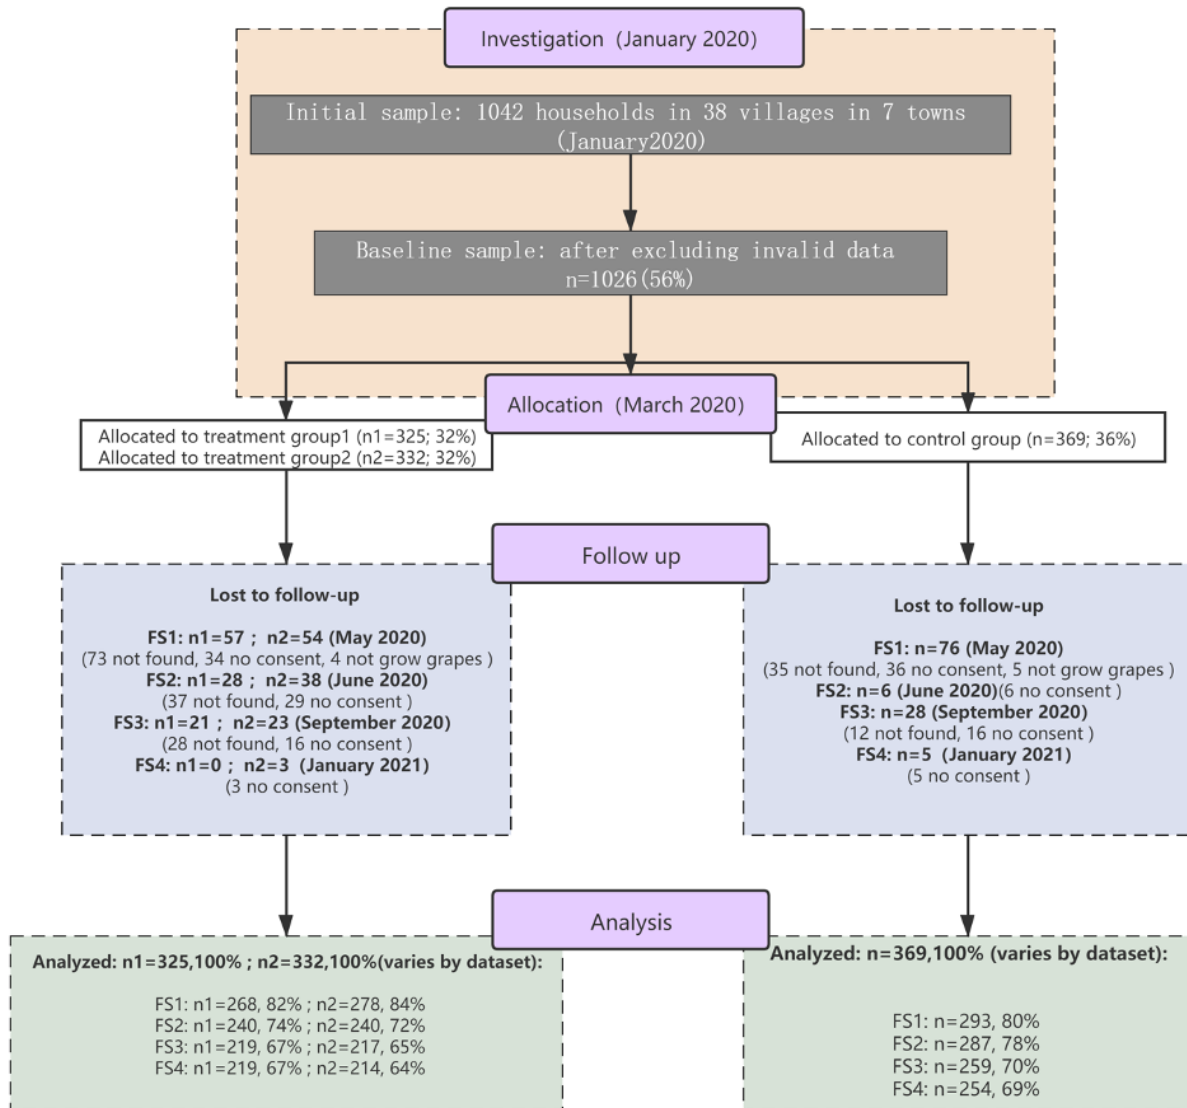 Investigation（January 2020）
Initial sample: 1042 households in 38 villages in 7 towns
(January2020)
Baseline sample: after excluding invalid data
n=1026(56%)
Allocation（March 2020）
Allocated to treatment group1 (n1=325; 32%)
Allocated to treatment group2 (n2=332; 32%)
Allocated to control group (n=369; 36%)
Follow up
Lost to follow-up
FS1: n1=57 ; n2=54 (May 2020)
(73 not found, 34 no consent, 4 not grow grapes )
FS2: n1=28 ; n2=38 (June 2020)
(37 not found, 29 no consent )
FS3: n1=21 ; n2=23 (September 2020)
(28 not found, 16 no consent )
FS4: n1=0 ; n2=3 (January 2021)
(3 no consent )
Lost to follow-up
FS1: n=76 (May 2020)
(35 not found, 36 no consent, 5 not grow grapes )
FS2: n=6 (June 2020)(6 no consent )
FS3: n=28 (September 2020)
(12 not found, 16 no consent )
FS4: n=5 (January 2021)
(5 no consent )
Analysis
Analyzed: n1=325,100% ; n2=332,100%(varies by dataset):
FS1: n1=268, 82% ; n2=278, 84%
FS2: n1=240, 74% ; n2=240, 72%
FS3: n1=219, 67% ; n2=217, 65%
FS4: n1=219, 67% ; n2=214, 64%
Analyzed: n=369,100% (varies by dataset):
FS1: n=293, 80%
FS2: n=287, 78%
FS3: n=259, 70%
FS4: n=254, 69%